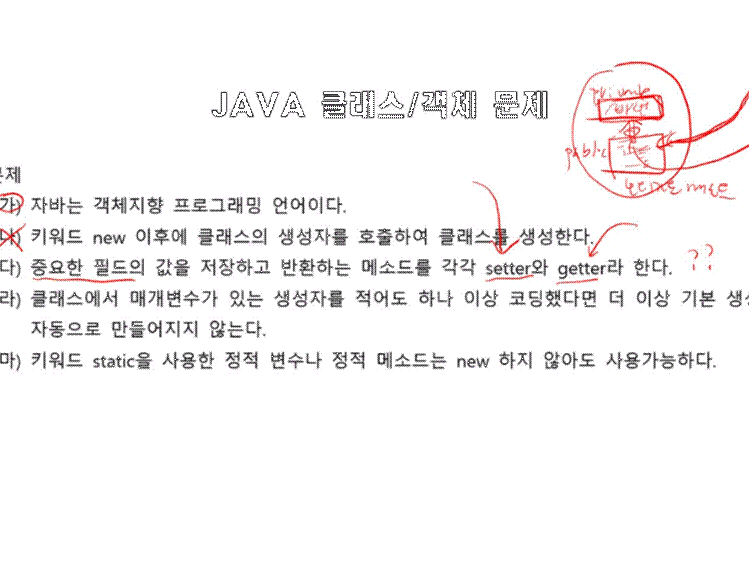 JAVA 클래스/객체 문제
private
public
문제
가) 자바는 객체지향 프로그래밍 언어이다.
나) 키워드 new 이후에 클래스의 생성자를 호출하여 클래스를 생성한다.
다) 중요한 필드의 값을 저장하고 반환하는 메소드를 각각 setter와 getter라 한다. ??
라) 클래스에서 매개변수가 있는 생성자를 적어도 하나 이상 코딩했다면 더 이상 기본 생성
자동으로 만들어지지 않는다.
마) 키워드 static을 사용한 정적 변수나 정적 메소드는 new 하지 않아도 사용가능하다.